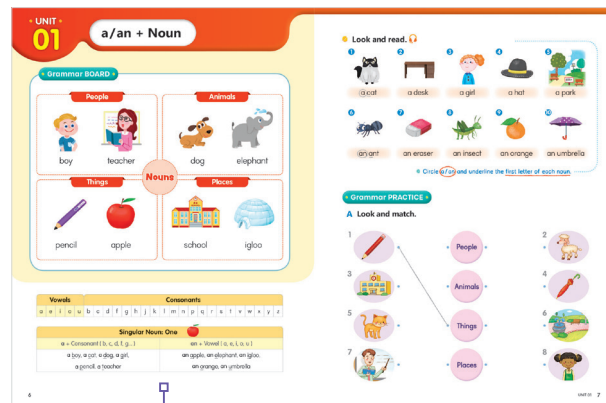 UNIT
01
a/an + Noun
Grammar BOARD
People
Animals
boy
teacher
dog
elephant
Nouns
Things
Places
pencil
apple
school
igloo
Vowels
Consonants
a e i o u b c d f g h j k l m n p q r s t v w x y z
Singular Noun: One
a + Consonant ( b, c, d, f, g... )
an + Vowel ( a, e, i, o, u )
a boy, a cat, a dog, a girl,
an apple, an elephant, an igloo,
a pencil, a teacher
an orange, an umbrella
6
Look and read.
1 2 3 4 5
a cat
a desk
a girl
a hat
a park
6 7 8 9 10
an ant
an eraser
an insect
an orange
an umbrella
Circle a / an and underline the first letter of each noun.
Grammar PRACTICE
A Look and match.
1
People
2
3
Animals
4
5
Things
6
7
Places
8
Unit 01 7